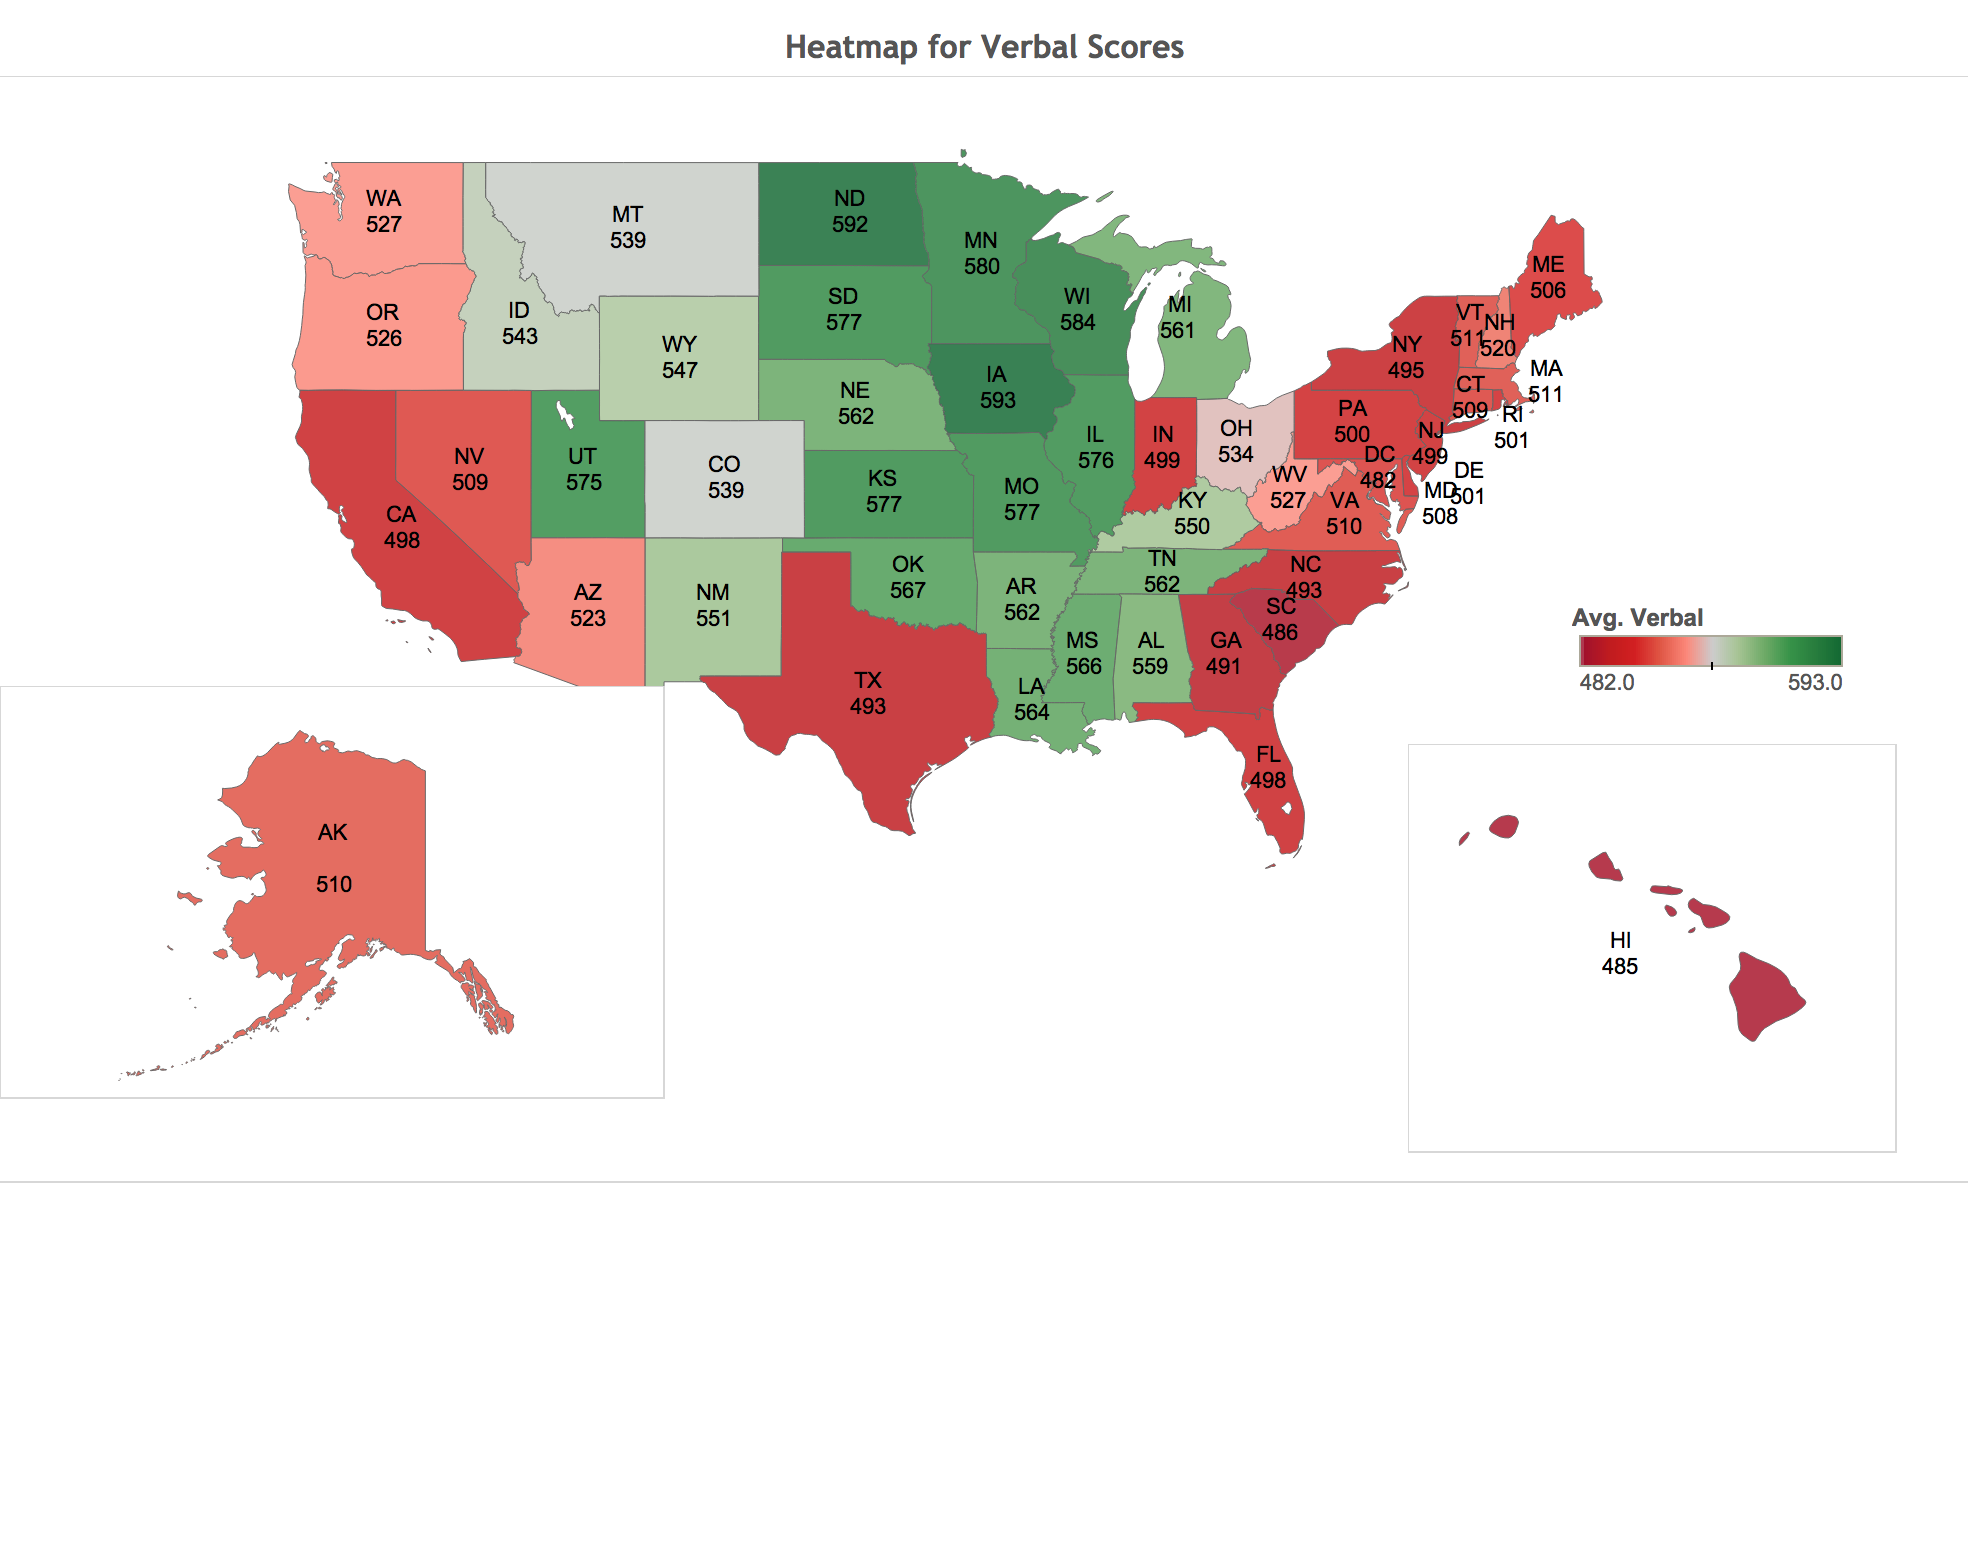 Heatmap for Verbal Scores
WA
527
MT
539
ND
592
MN
580
ME
506
OR
526
ID
543
SD
577
WI
584
MI
561
VT
511
NH
520
WY
547
NY
495
MA
511
NE
562
IA
593
CT
509
RI
501
PA
500
NV
509
UT
575
CO
539
IL
576
IN
499
OH
534
NJ
499
DC
482
DE
501
KS
577
MO
577
WV
527
MD
508
CA
498
KY
550
VA
510
AZ
523
NM
551
OK
567
AR
562
TN
562
NC
493
SC
486
TX
493
LA
564
MS
566
AL
559
GA
491
FL
498
Avg. Verbal
482.0 593.0
AK
510
HI
485